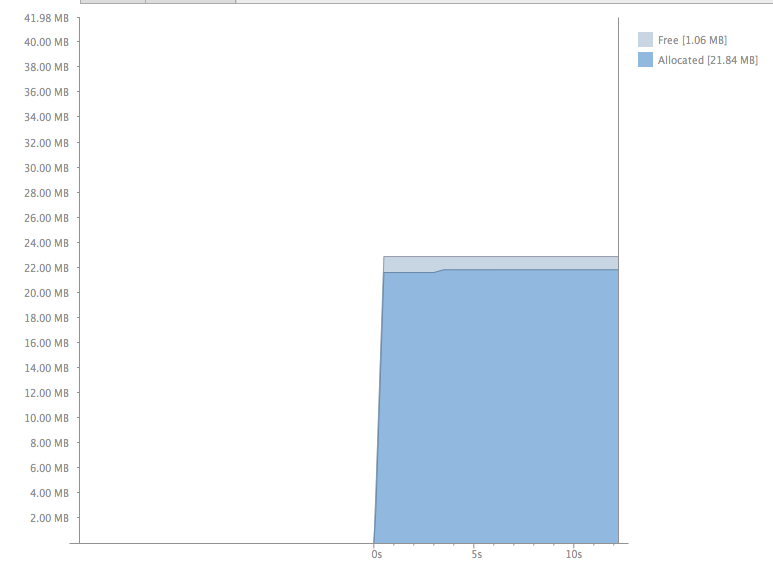 41.98 MB
40.00 MB
38.00 MB
36.00 MB
34.00 MB
32.00 MB
30.00 MB
28.00 MB
26.00 MB
24.00 MB
22.00 MB
20.00 MB
18.00 MB
16.00 MB
14.00 MB
12.00 MB
10.00 MB
8.00 MB
6.00 MB
4.00 MB
2.00 MB
0s 5s 10s
Free [1.06 MB]
Allocated [21.84 MB]